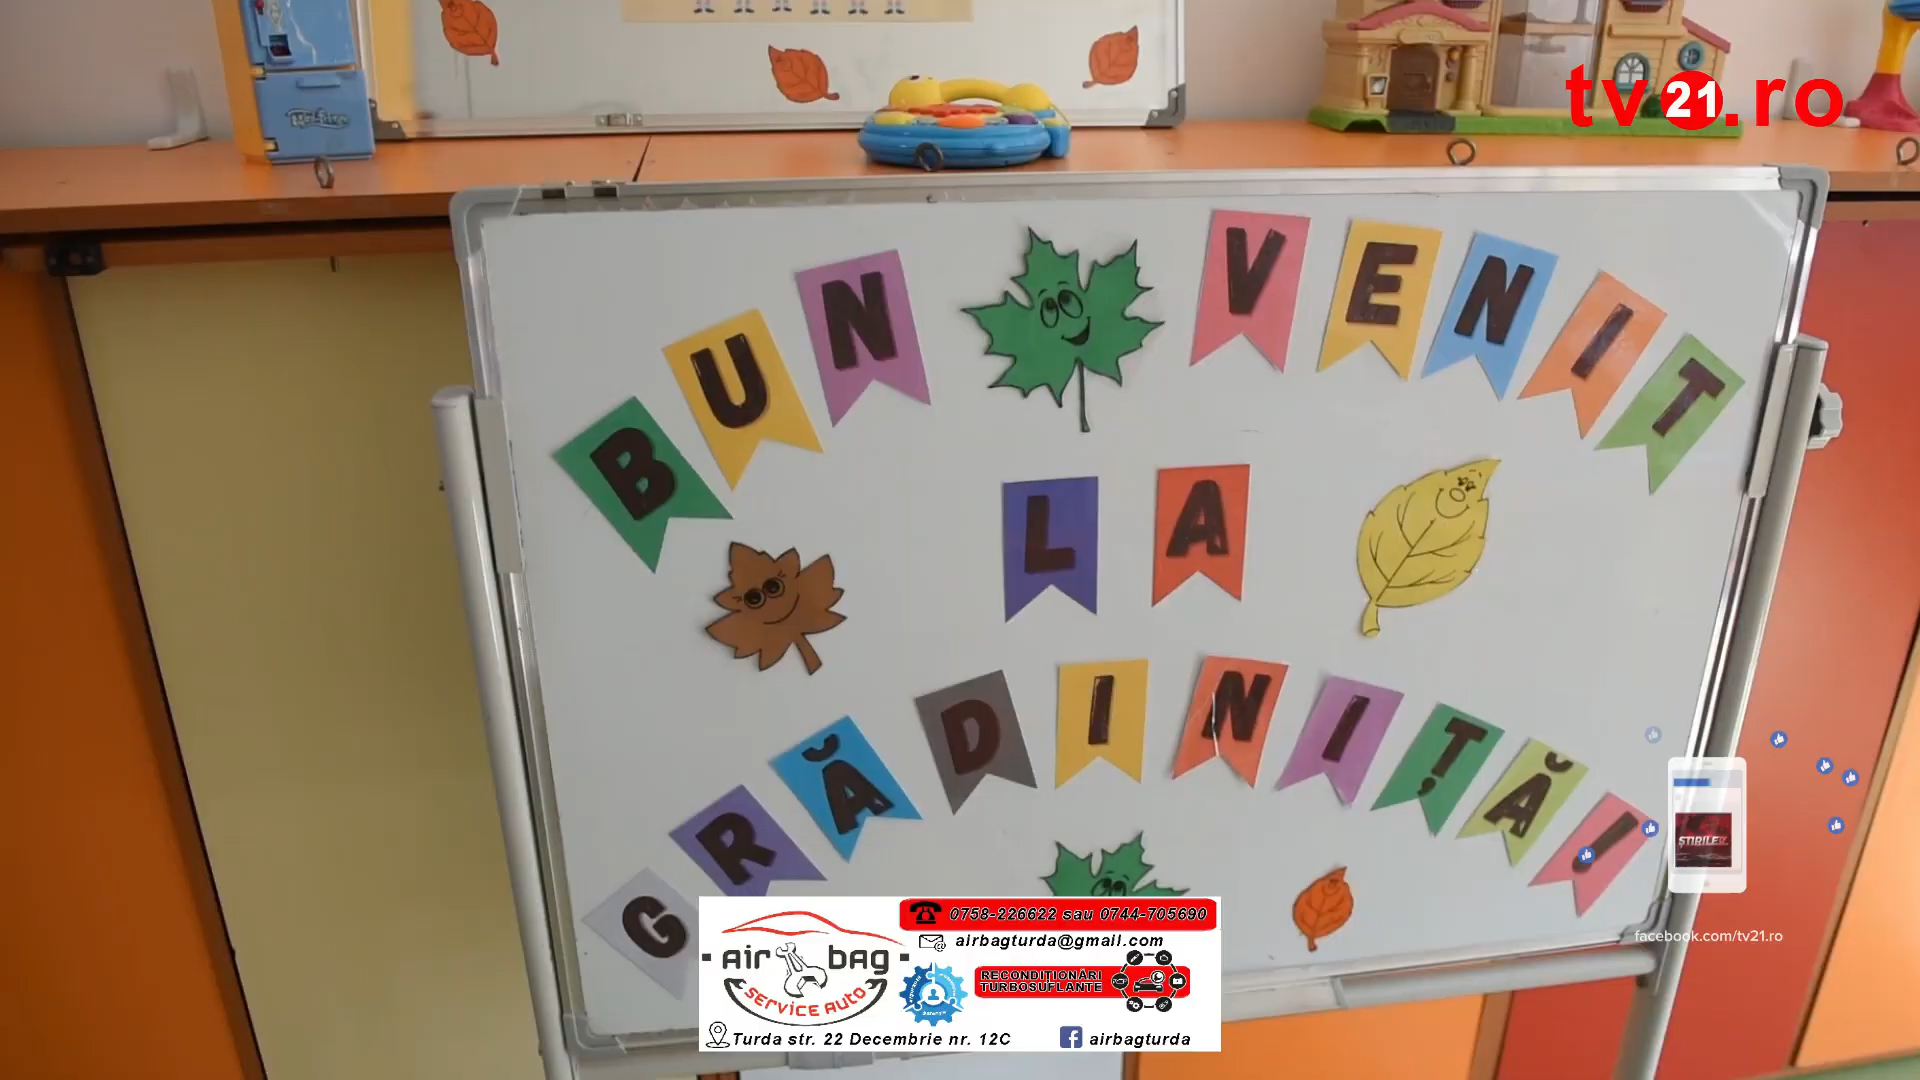 tv21.ro
BUN VENIT
LA
GRĂDINIȚĂ!
ȘTIRILE
facebook.com/tv21.ro
0758-226622 sau 0744-705690
airbagturda@gmail.com
AIR BAG
SERVICE AUTO
RECONDIȚIONĂRI
TURBOSUFLANTE
Turda str. 22 Decembrie nr. 12C
airbagturda